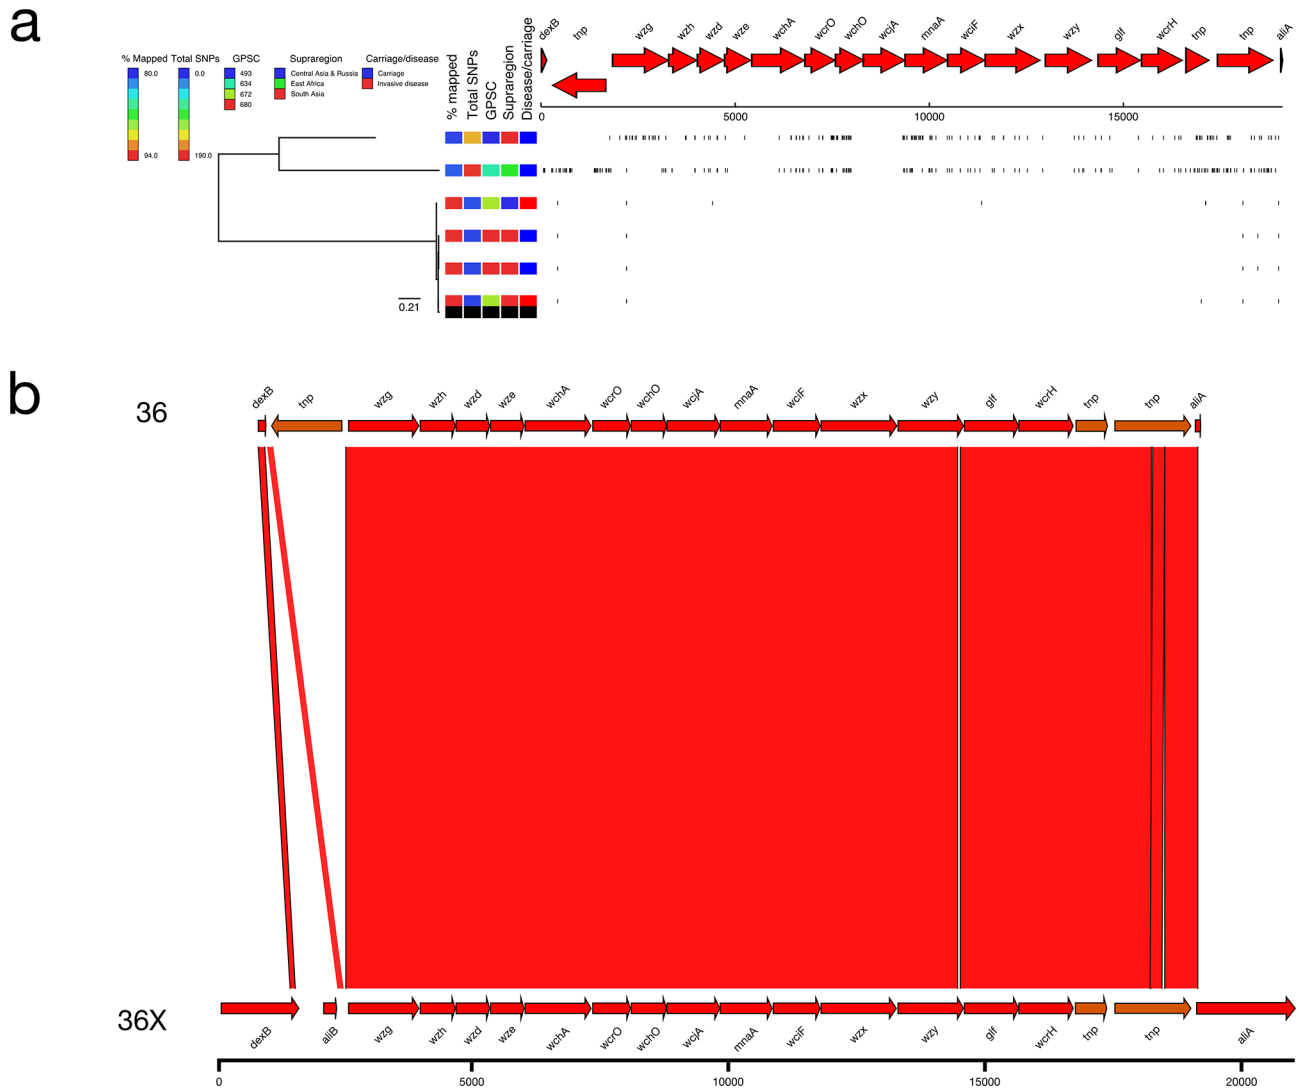 a
dexB tnp wzg wzh wzd wze wchA wcrO wchO wcjA mnaA wciF wzx wzy glf wcrH tnp tnp aliA
% Mapped Total SNPs GPSC Supraregion Carriage/disease
80.0 0.0 493 Central Asia & Russia Carriage
634 East Africa Invasive disease
672 South Asia
680
94.0 190.0
% mapped
Total SNPs
GPSC
Supraregion
Disease/carriage
0 5000 10000 15000
0.21
b
36
dexB tnp wzg wzh wzd wze wchA wcrO wchO wcjA mnaA wciF wzx wzy glf wcrH tnp tnp aliA
36X
dexB aliB wzg wzh wzd wze wchA wcrO wchO wcjA mnaA wciF wzx wzy glf wcrH tnp tnp aliA
0 5000 10000 15000 20000